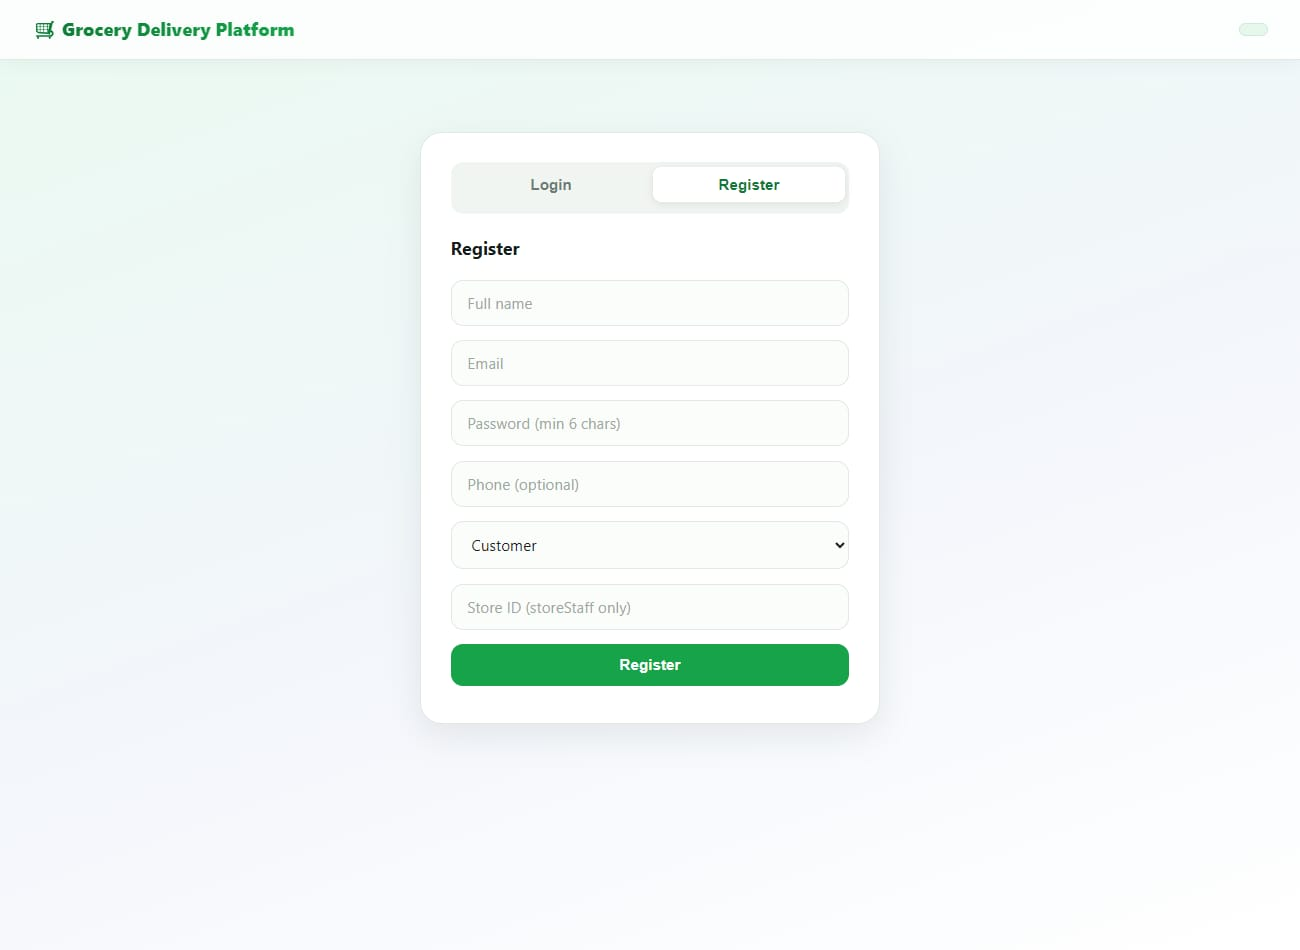 Grocery Delivery Platform
Login
Register
Register
Full name
Email
Password (min 6 chars)
Phone (optional)
Customer
Store ID (storeStaff only)
Register